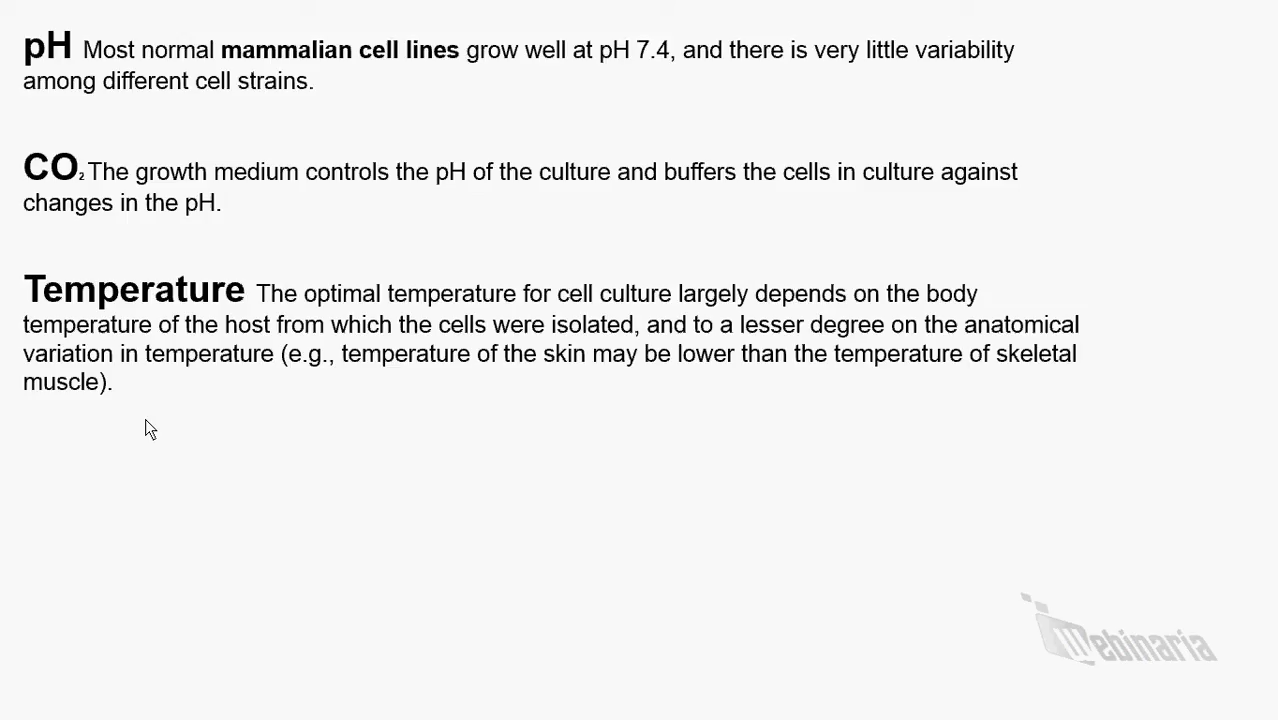 pH Most normal mammalian cell lines grow well at pH 7.4, and there is very little variability
among different cell strains.
CO₂ The growth medium controls the pH of the culture and buffers the cells in culture against
changes in the pH.
Temperature The optimal temperature for cell culture largely depends on the body
temperature of the host from which the cells were isolated, and to a lesser degree on the anatomical
variation in temperature (e.g., temperature of the skin may be lower than the temperature of skeletal
muscle).
Webinaria